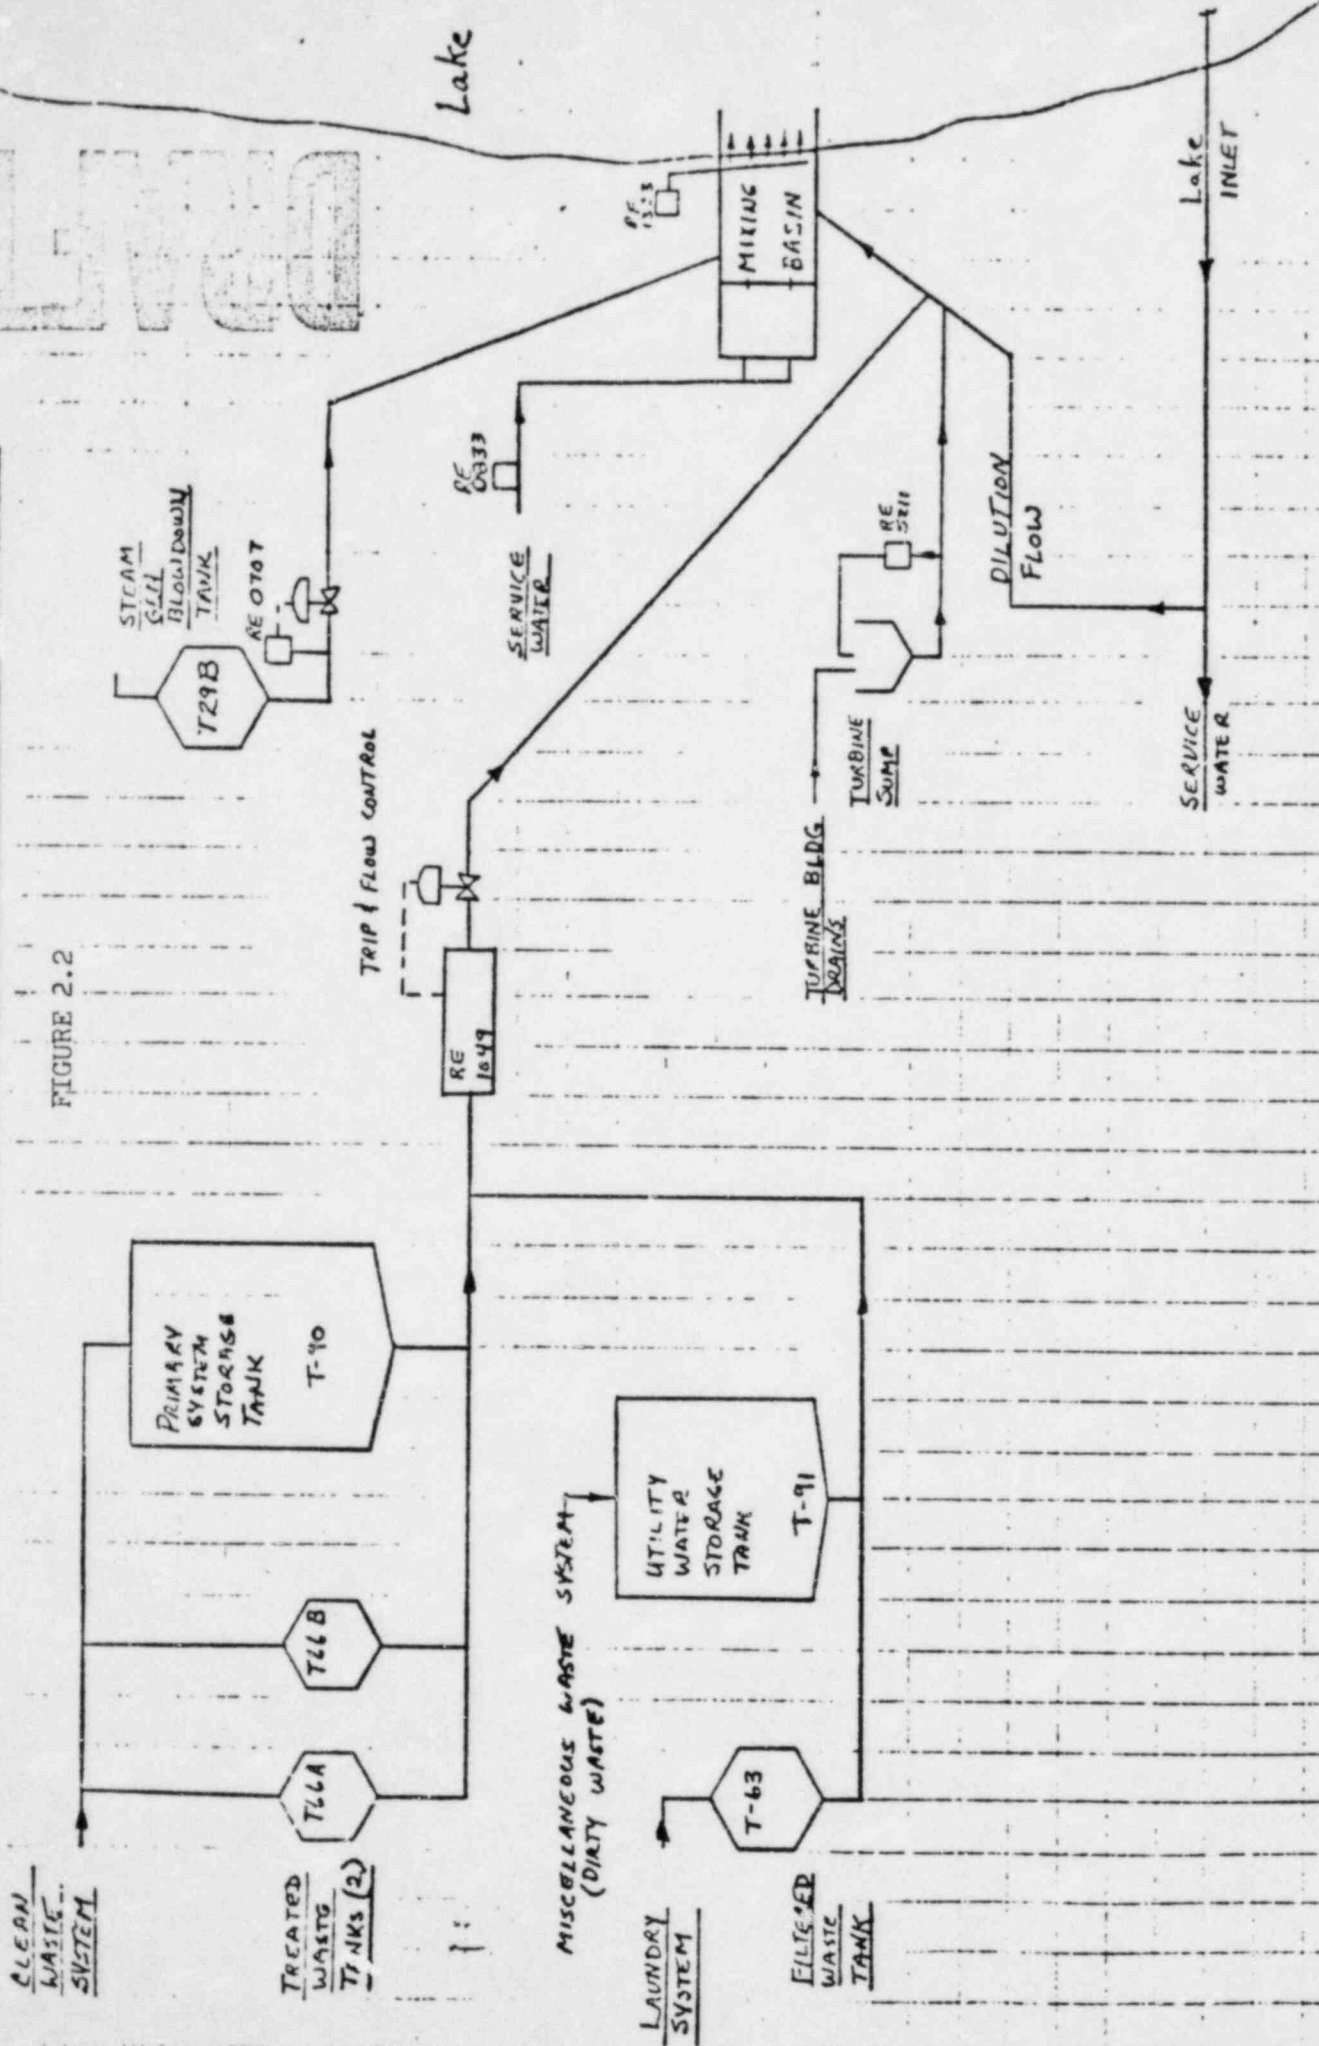 FIGURE 2.2
CLEAN
WASTE
SYSTEM
TREATED
WASTE
TANKS (2)
T66A
T66B
PRIMARY
SYSTEM
STORAGE
TANK
T-90
MISCELLANEOUS WASTE SYSTEM
(DIRTY WASTE)
LAUNDRY
SYSTEM
FILTERED
WASTE
TANK
T-63
UTILITY
WATER
STORAGE
TANK
T-91
RE
1049
TRIP & FLOW CONTROL
STEAM
GEN
BLOWDOWN
TANK
T29B
RE 0707
SERVICE
WATER
RE
0833
TURBINE BLDG
DRAINS
TURBINE
SUMP
RE
5211
DILUTION
FLOW
SERVICE
WATER
MIXING
BASIN
Lake
INLET
Lake
DRAFT